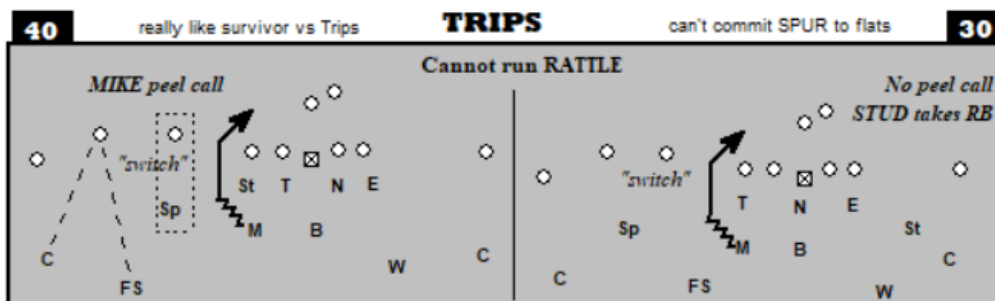 40 really like survivor vs Trips TRIPS can't commit SPUR to flats 30
Cannot run RATTLE
MIKE peel call
No peel call
STUD takes RB
"switch"
St T N E
Sp
M B
C
W
C
FS
"switch"
T N E
Sp
St
M B
C
C
FS
W